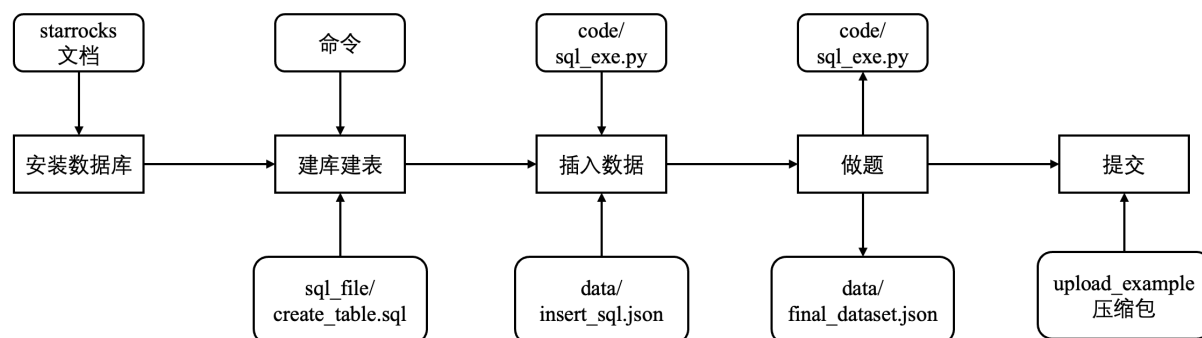 starrocks
文档
命令
code/
sql_exe.py
code/
sql_exe.py
安装数据库
建库建表
插入数据
做题
提交
sql_file/
create_table.sql
data/
insert_sql.json
data/
final_dataset.json
upload_example
压缩包